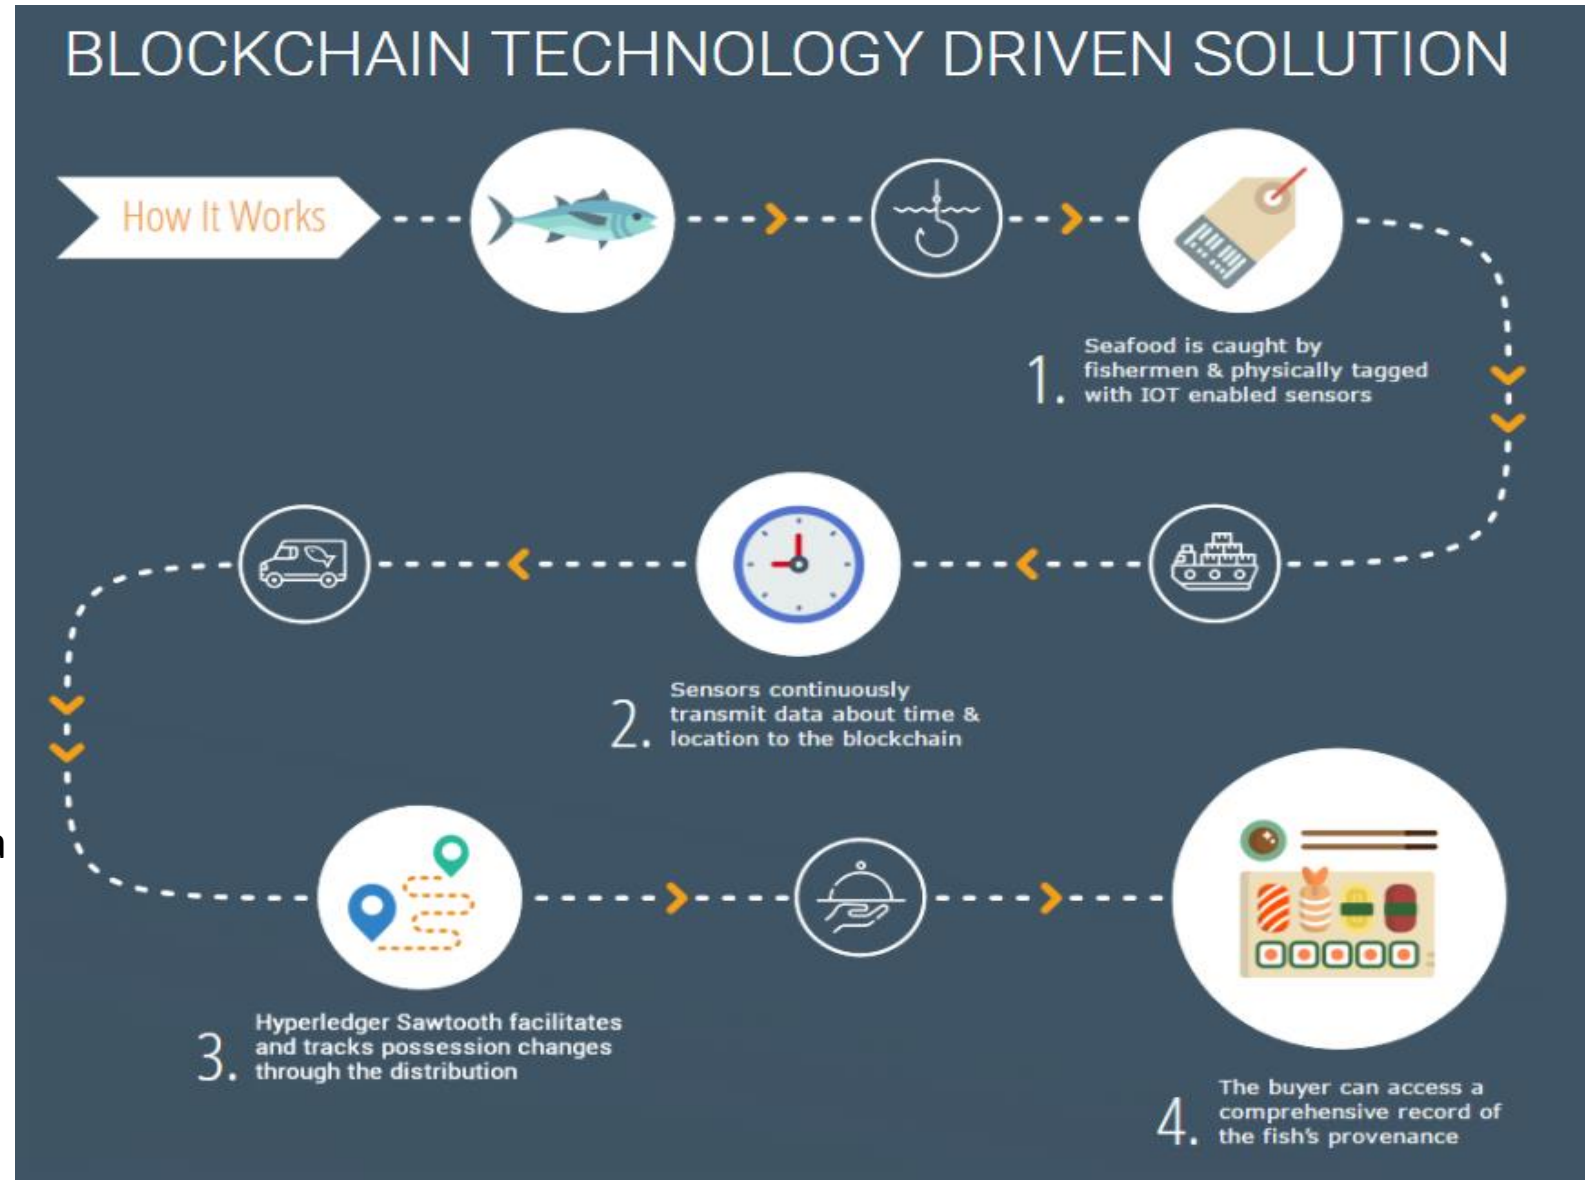 BLOCKCHAIN TECHNOLOGY DRIVEN SOLUTION
How It Works
1. Seafood is caught by
fishermen & physically tagged
with IOT enabled sensors
2. Sensors continuously
transmit data about time &
location to the blockchain
3. Hyperledger Sawtooth facilitates
and tracks possession changes
through the distribution
4. The buyer can access a
comprehensive record of
the fish's provenance